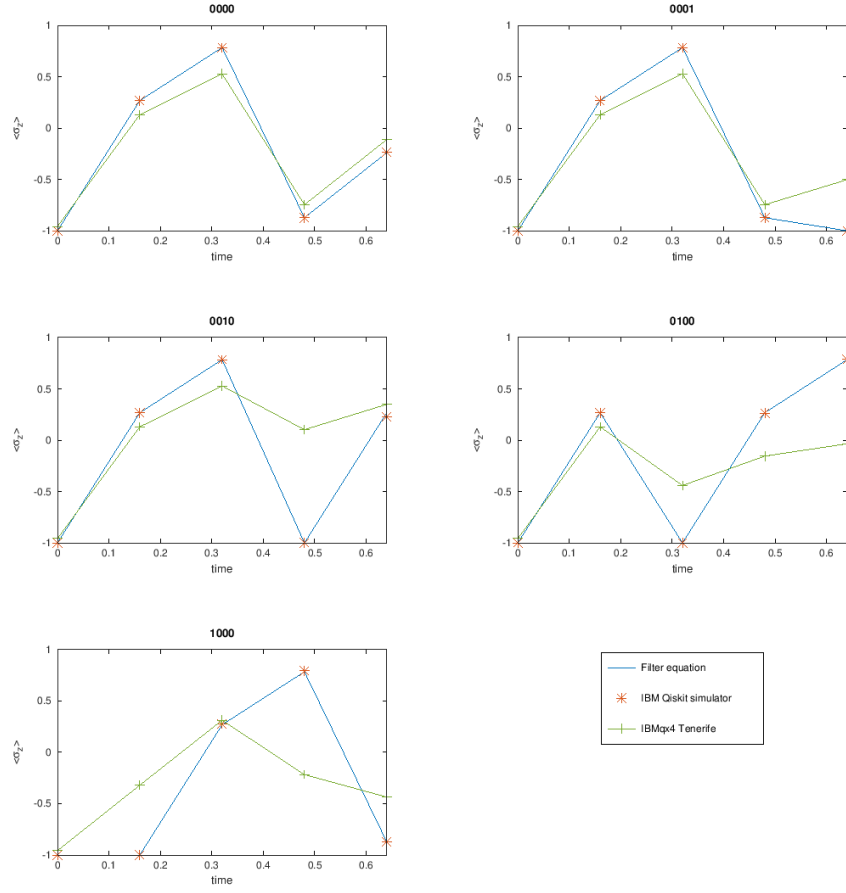 0000
1
0.5
0
-0.5
-1
<σz>
0 0.1 0.2 0.3 0.4 0.5 0.6
time
0001
1
0.5
0
-0.5
-1
<σz>
0 0.1 0.2 0.3 0.4 0.5 0.6
time
0010
1
0.5
0
-0.5
-1
<σz>
0 0.1 0.2 0.3 0.4 0.5 0.6
time
0100
1
0.5
0
-0.5
-1
<σz>
0 0.1 0.2 0.3 0.4 0.5 0.6
time
1000
1
0.5
0
-0.5
-1
<σz>
0 0.1 0.2 0.3 0.4 0.5 0.6
time
Filter equation
IBM Qiskit simulator
IBMqx4 Tenerife